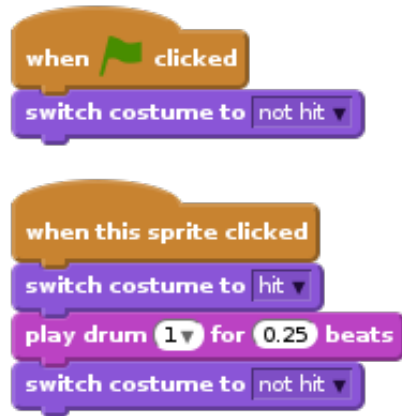 when clicked
switch costume to not hit
when this sprite clicked
switch costume to hit
play drum 1 for 0.25 beats
switch costume to not hit